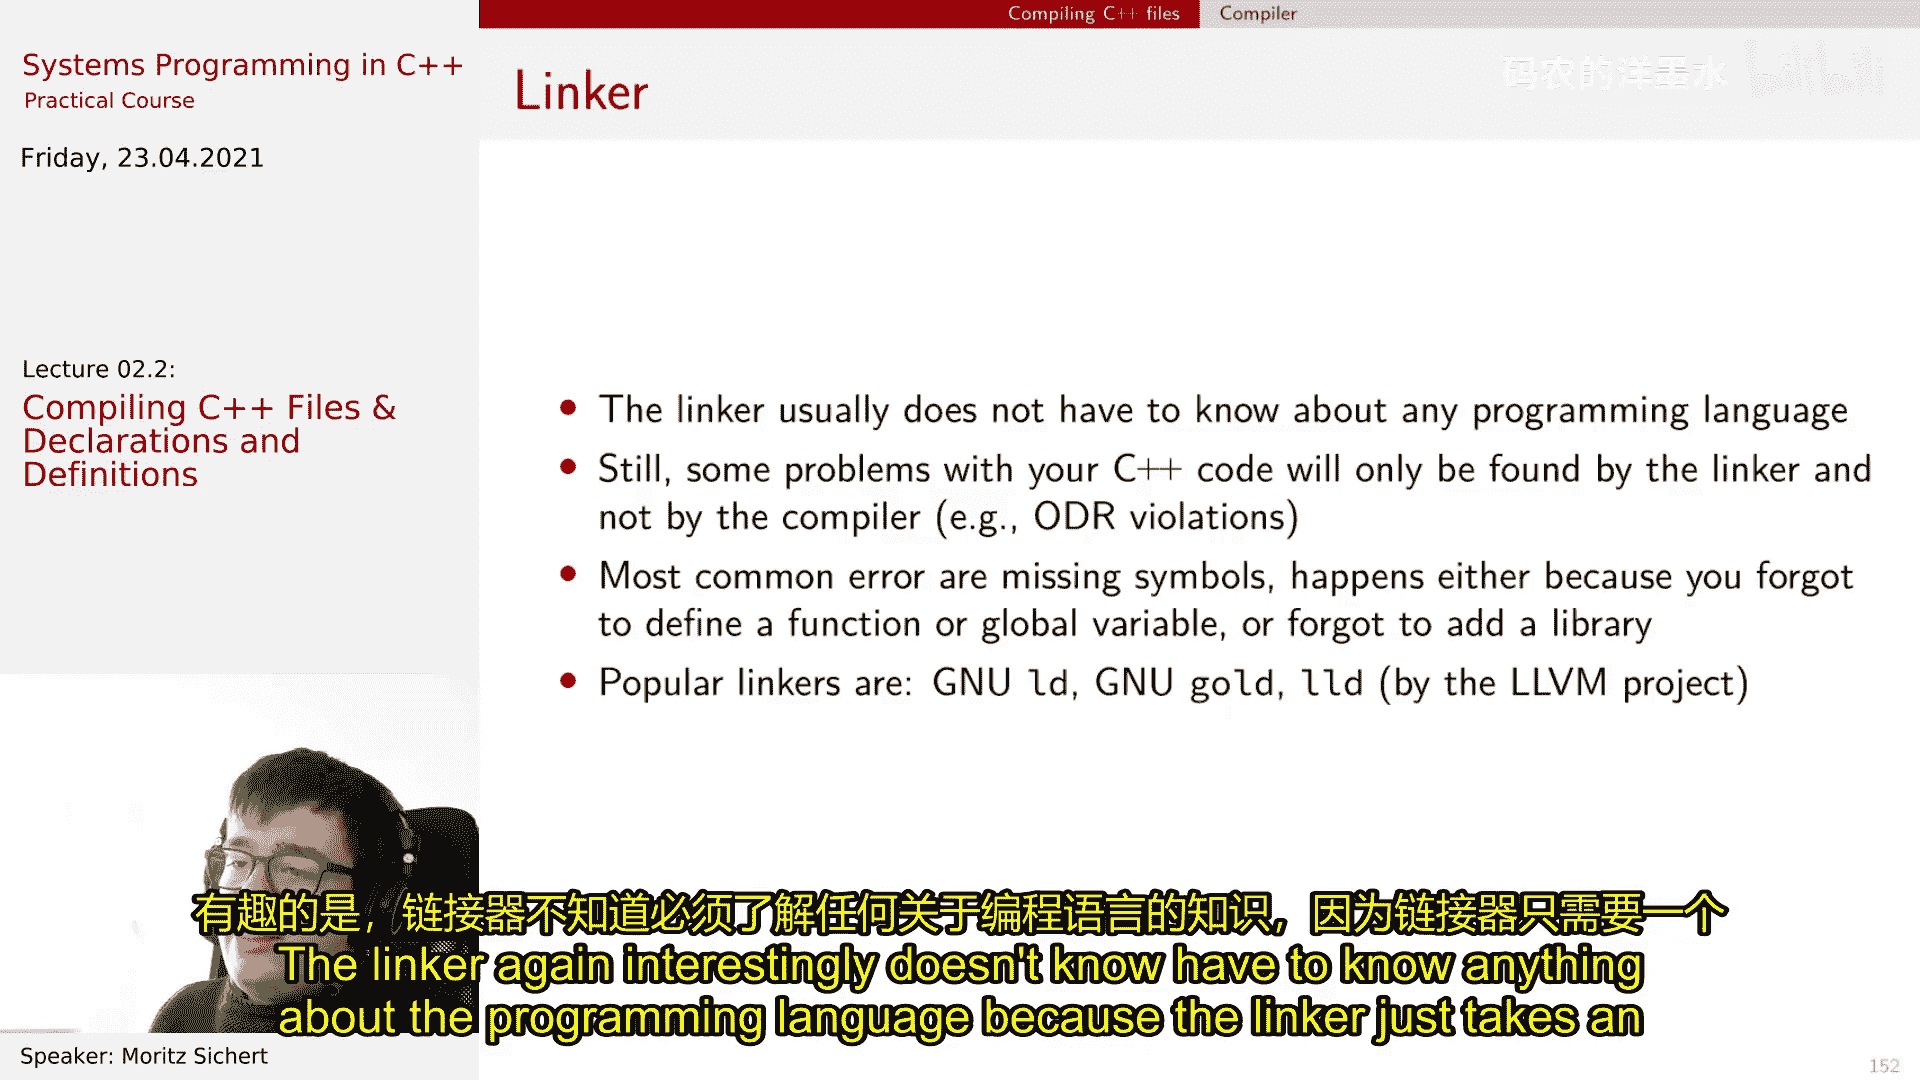 Compiling C++ files
Compiler
Systems Programming in C++
Practical Course
Friday, 23.04.2021
Linker
码农的洋墨水
Lecture 02.2:
Compiling C++ Files &
Declarations and
Definitions
The linker usually does not have to know about any programming language
Still, some problems with your C++ code will only be found by the linker and
not by the compiler (e.g., ODR violations)
Most common error are missing symbols, happens either because you forgot
to define a function or global variable, or forgot to add a library
Popular linkers are: GNU ld, GNU gold, lld (by the LLVM project)
有趣的是，链接器不知道必须了解任何关于编程语言的知识，因为链接器只需要一个
The linker again interestingly doesn't know have to know anything
about the programming language because the linker just takes an
Speaker: Moritz Sichert
152